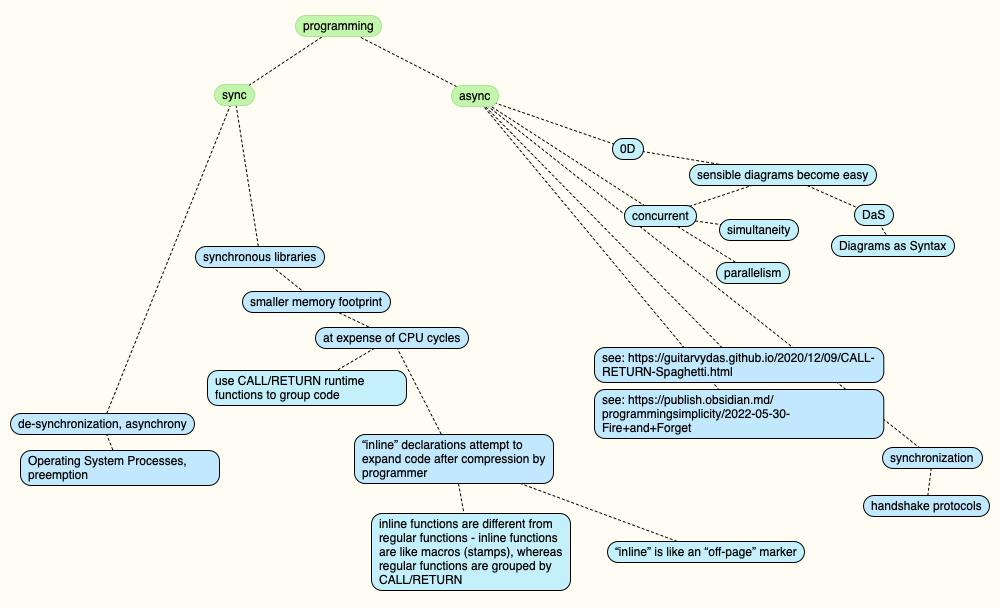 programming
sync
async
0D
sensible diagrams become easy
concurrent
DaS
simultaneity
Diagrams as Syntax
synchronous libraries
parallelism
smaller memory footprint
at expense of CPU cycles
see: https://guitarvydas.github.io/2020/12/09/CALL-
RETURN-Spaghetti.html
use CALL/RETURN runtime
functions to group code
see: https://publish.obsidian.md/
programmingsimplicity/2022-05-30-
Fire+and+Forget
de-synchronization, asynchrony
“inline” declarations attempt to
expand code after compression by
programmer
Operating System Processes,
preemption
synchronization
handshake protocols
inline functions are different from
regular functions - inline functions
are like macros (stamps), whereas
regular functions are grouped by
CALL/RETURN
“inline” is like an “off-page” marker